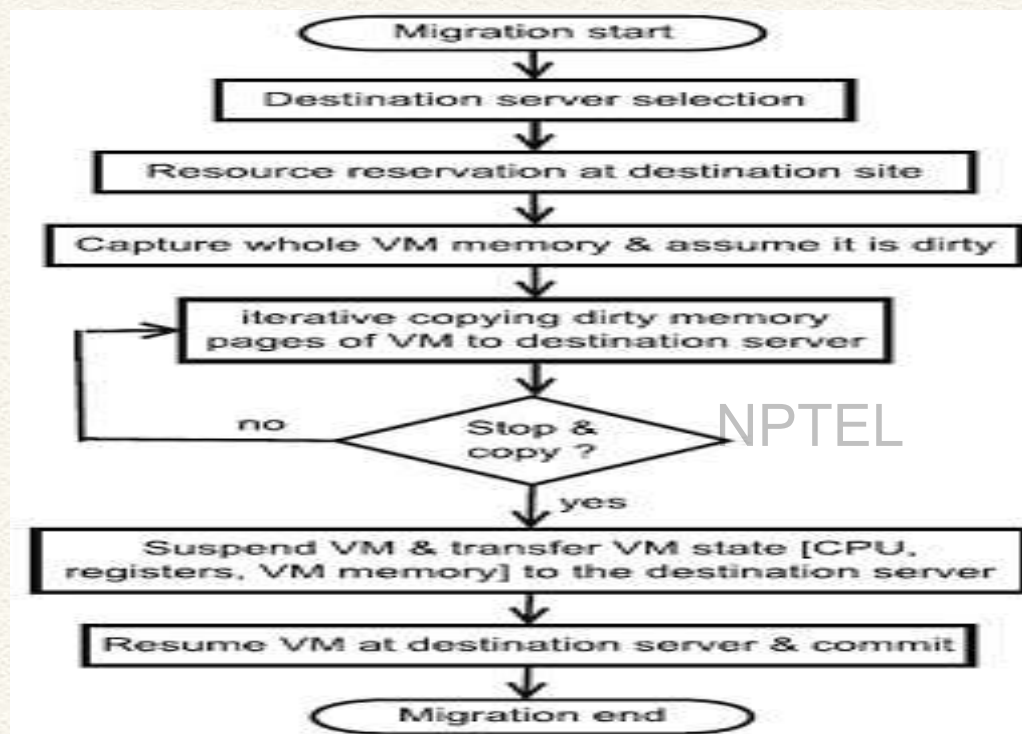 Migration start
Destination server selection
Resource reservation at destination site
Capture whole VM memory & assume it is dirty
iterative copying dirty memory
pages of VM to destination server
no
Stop &
copy ?
NPTEL
yes
Suspend VM & transfer VM state [CPU,
registers, VM memory] to the destination server
Resume VM at destination server & commit
Migration end